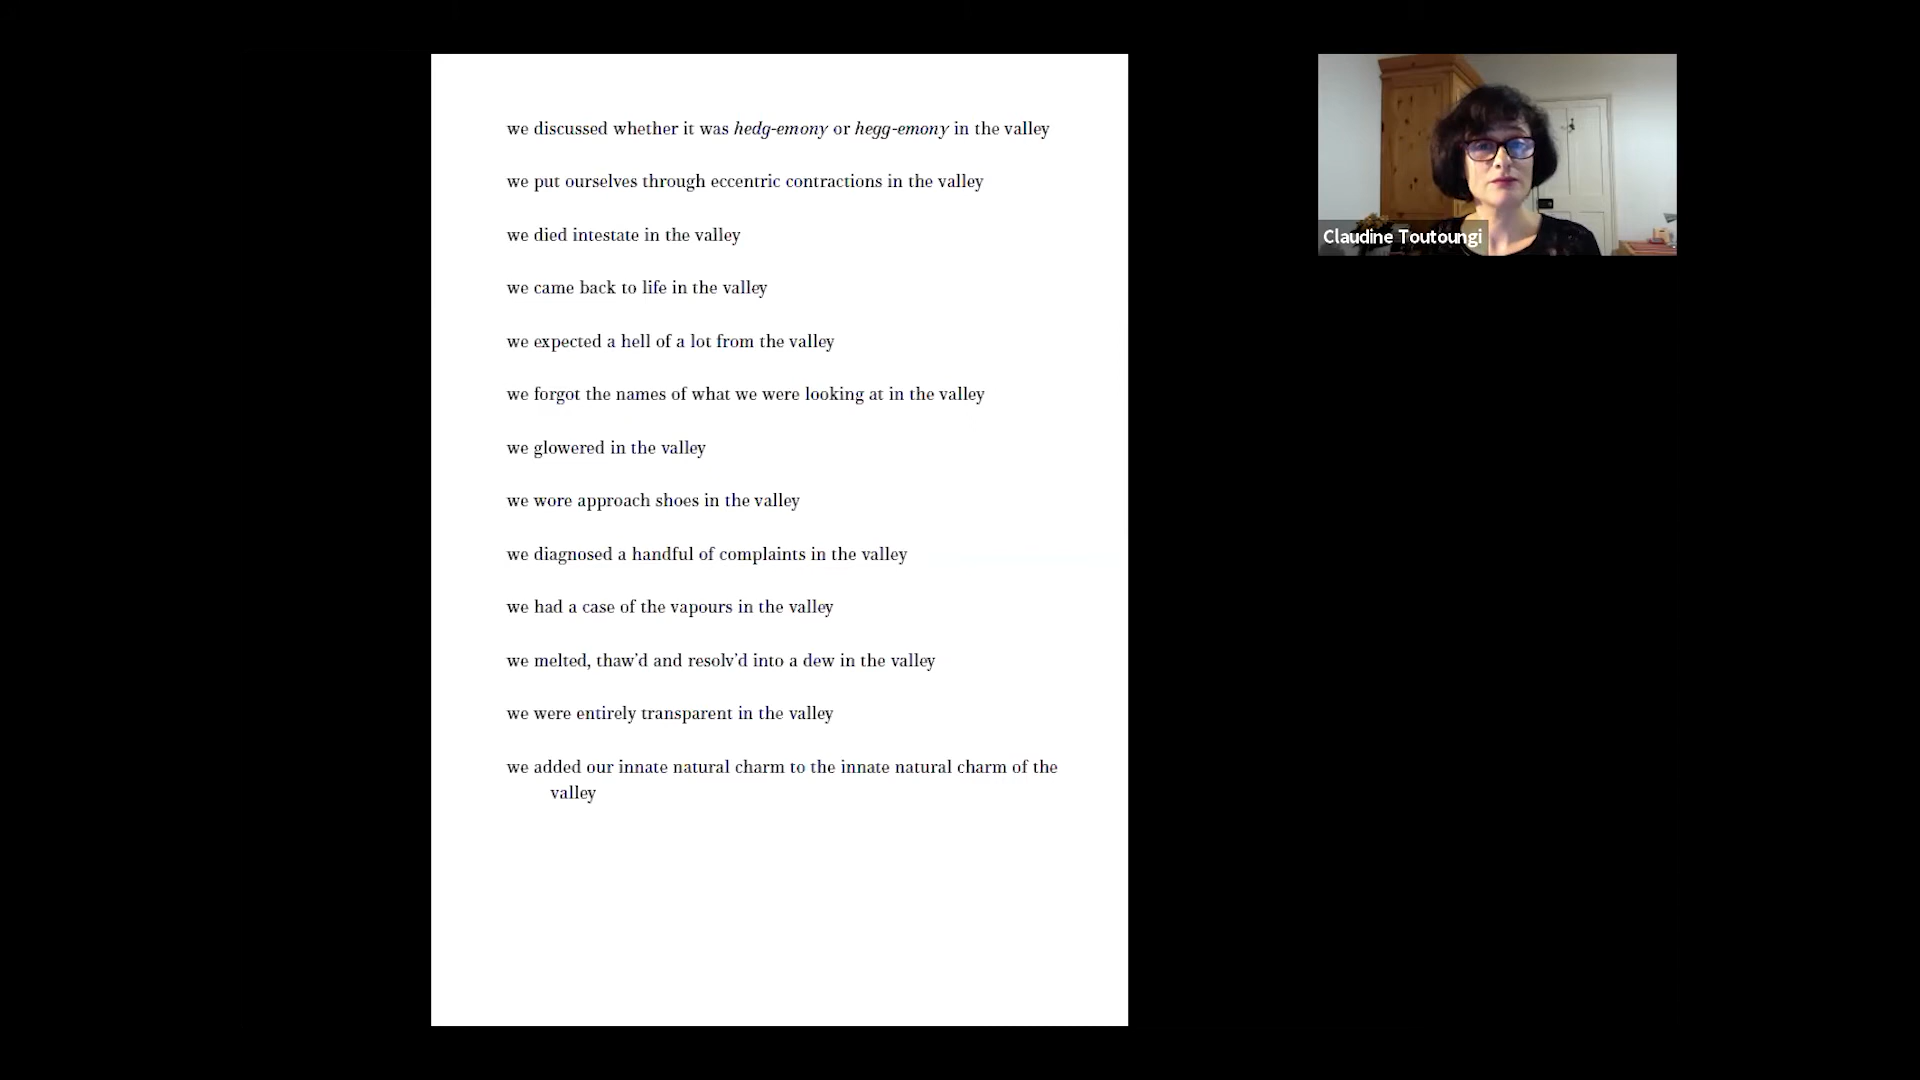 we discussed whether it was hedg-emony or hegg-emony in the valley
we put ourselves through eccentric contractions in the valley
we died intestate in the valley
we came back to life in the valley
we expected a hell of a lot from the valley
we forgot the names of what we were looking at in the valley
we glowered in the valley
we wore approach shoes in the valley
we diagnosed a handful of complaints in the valley
we had a case of the vapours in the valley
we melted, thaw’d and resolv’d into a dew in the valley
we were entirely transparent in the valley
we added our innate natural charm to the innate natural charm of the
valley
Claudine Toutoungi